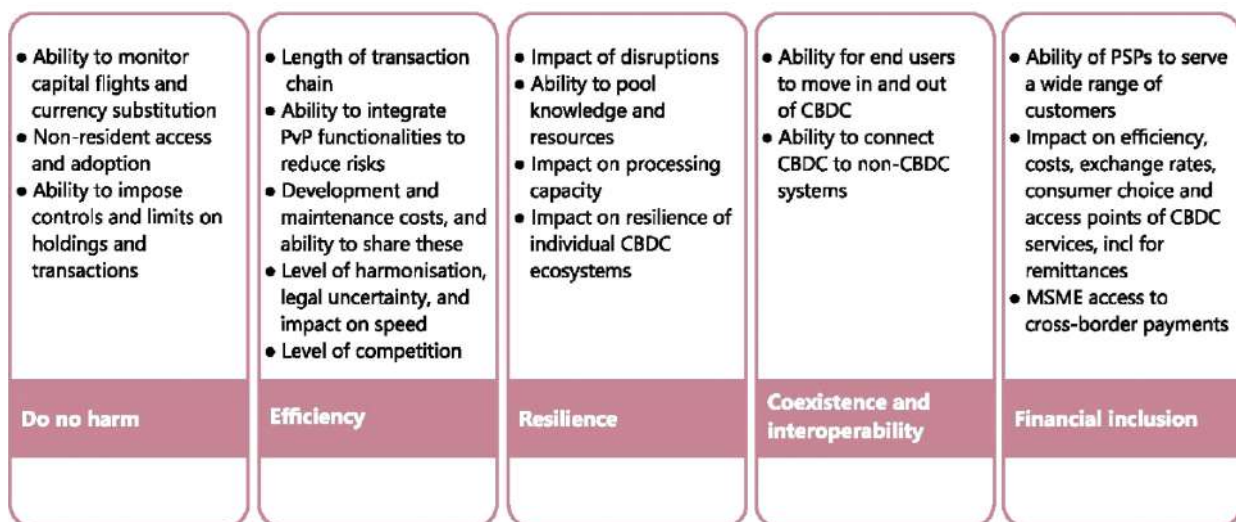 ● Ability to monitor
capital flights and
currency substitution
● Non-resident access
and adoption
● Ability to impose
controls and limits on
holdings and
transactions
Do no harm
● Length of transaction
chain
● Ability to integrate
PvP functionalities to
reduce risks
● Development and
maintenance costs, and
ability to share these
● Level of harmonisation,
legal uncertainty, and
impact on speed
● Level of competition
Efficiency
● Impact of disruptions
● Ability to pool
knowledge and
resources
● Impact on processing
capacity
● Impact on resilience of
individual CBDC
ecosystems
Resilience
● Ability for end users
to move in and out
of CBDC
● Ability to connect
CBDC to non-CBDC
systems
Coexistence and
interoperability
● Ability of PSPs to serve
a wide range of
customers
● Impact on efficiency,
costs, exchange rates,
consumer choice and
access points of CBDC
services, incl for
remittances
● MSME access to
cross-border payments
Financial inclusion